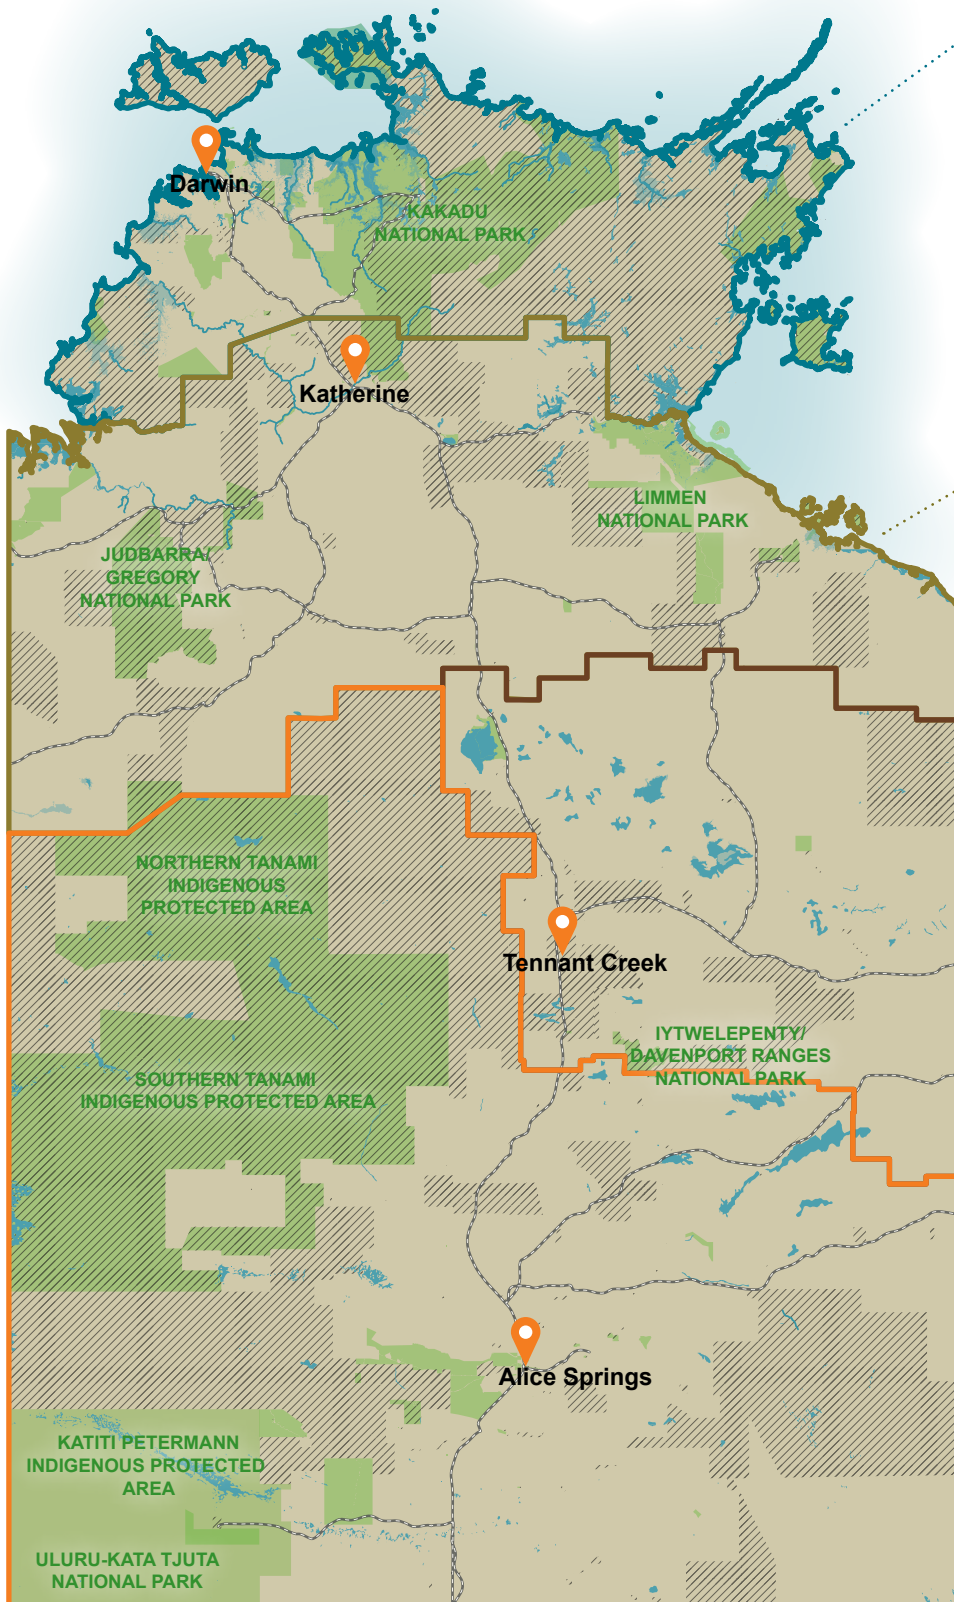 Darwin
KAKADU
NATIONAL PARK
Katherine
LIMMEN
NATIONAL PARK
JUDBARRA/
GREGORY
NATIONAL PARK
NORTHERN TANAMI
INDIGENOUS
PROTECTED AREA
Tennant Creek
IYTWELEPENTY/
DAVENPORT RANGES
NATIONAL PARK
SOUTHERN TANAMI
INDIGENOUS PROTECTED AREA
Alice Springs
KATITI PETERMANN
INDIGENOUS PROTECTED
AREA
ULURU-KATA TJUTA
NATIONAL PARK